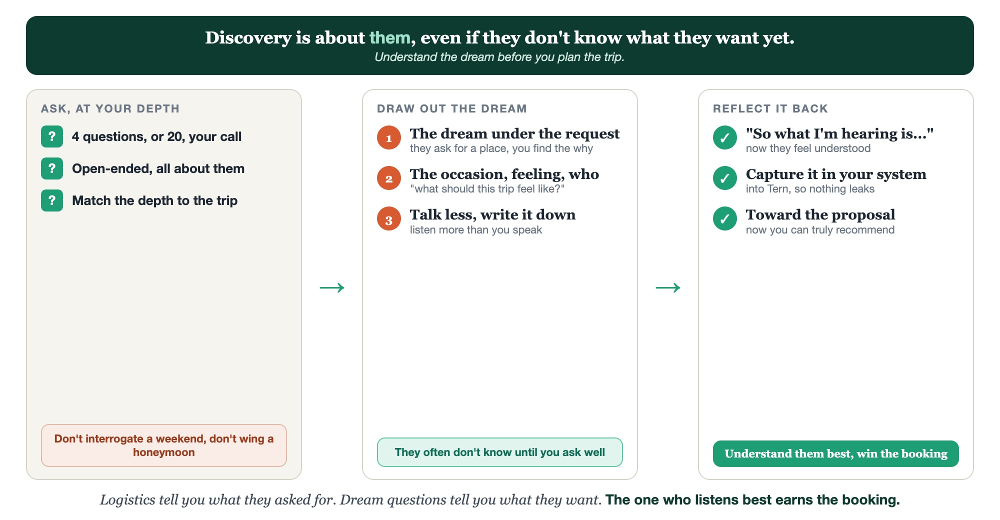 Discovery is about them, even if they don't know what they want yet.
Understand the dream before you plan the trip.
ASK, AT YOUR DEPTH
? 4 questions, or 20, your call
? Open-ended, all about them
? Match the depth to the trip
Don't interrogate a weekend, don't wing a
honeymoon
→
DRAW OUT THE DREAM
1 The dream under the request
they ask for a place, you find the why
2 The occasion, feeling, who
"what should this trip feel like?"
3 Talk less, write it down
listen more than you speak
They often don't know until you ask well
→
REFLECT IT BACK
✓ "So what I'm hearing is..."
now they feel understood
✓ Capture it in your system
into Tern, so nothing leaks
✓ Toward the proposal
now you can truly recommend
Understand them best, win the booking
Logistics tell you what they asked for. Dream questions tell you what they want. The one who listens best earns the booking.